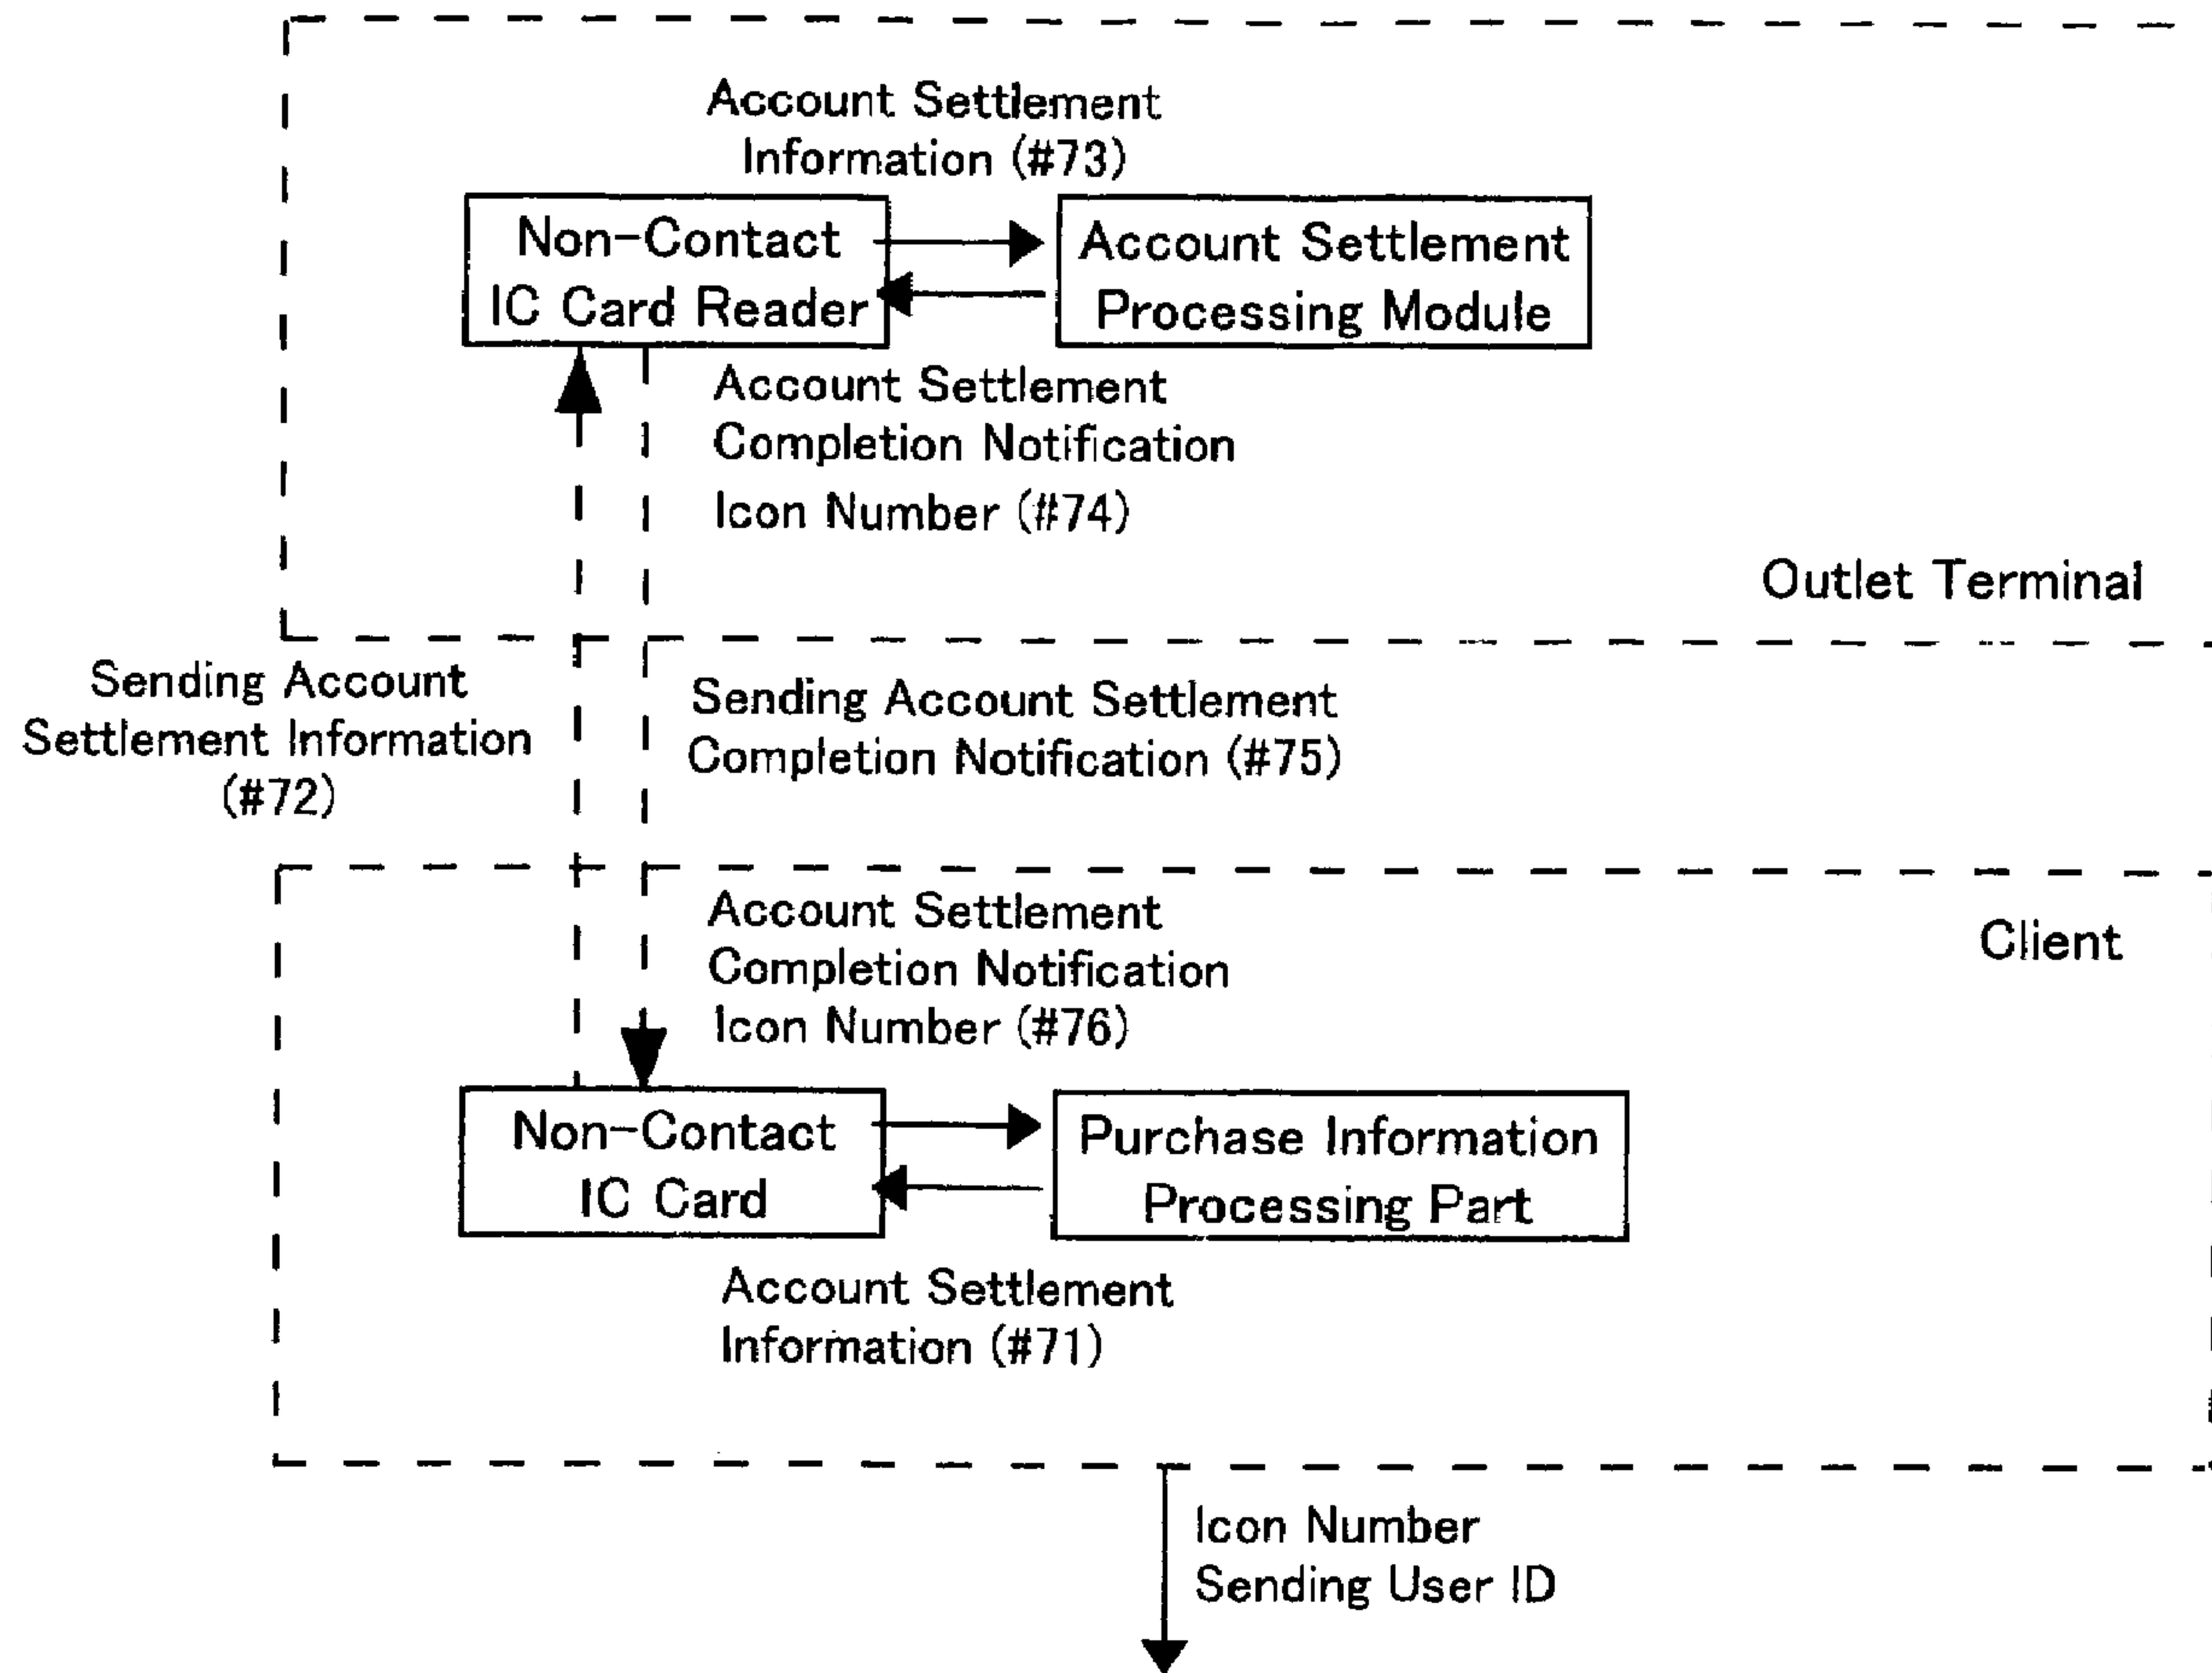 Account Settlement
Information (#73)
Non-Contact
IC Card Reader
Account Settlement
Processing Module
Account Settlement
Completion Notification
Icon Number (#74)
Outlet Terminal
Sending Account
Settlement Information
(#72)
Sending Account Settlement
Completion Notification (#75)
Client
Account Settlement
Completion Notification
Icon Number (#76)
Non-Contact
IC Card
Purchase Information
Processing Part
Account Settlement
Information (#71)
Icon Number
Sending User ID